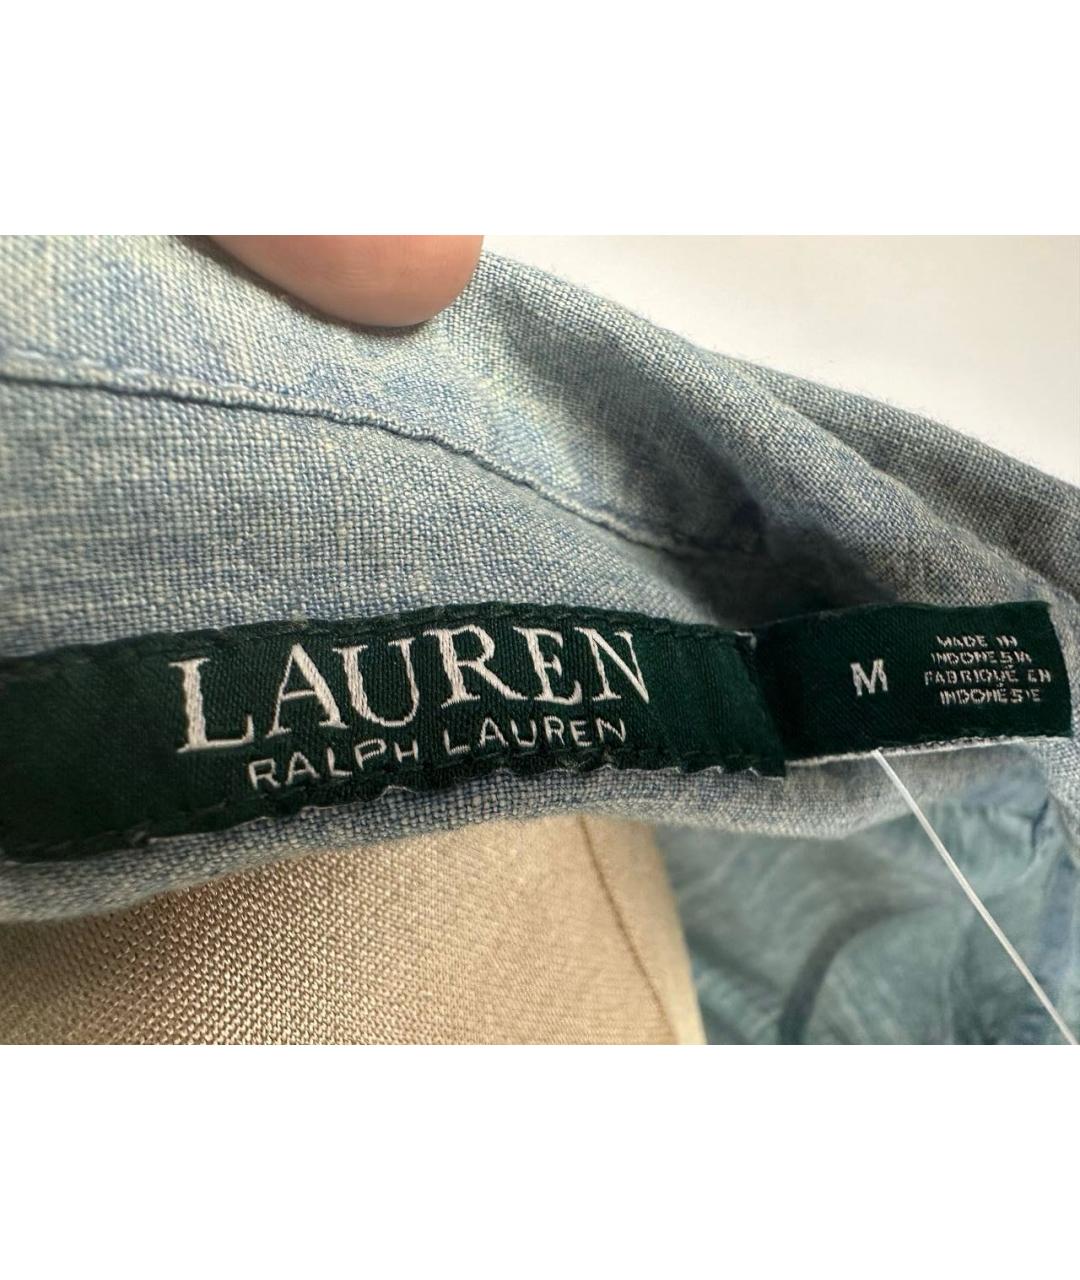 LAUREN
RALPH LAUREN
M
MADE IN
INDONESIA
FABRIQUÉ EN
INDONÉSIE